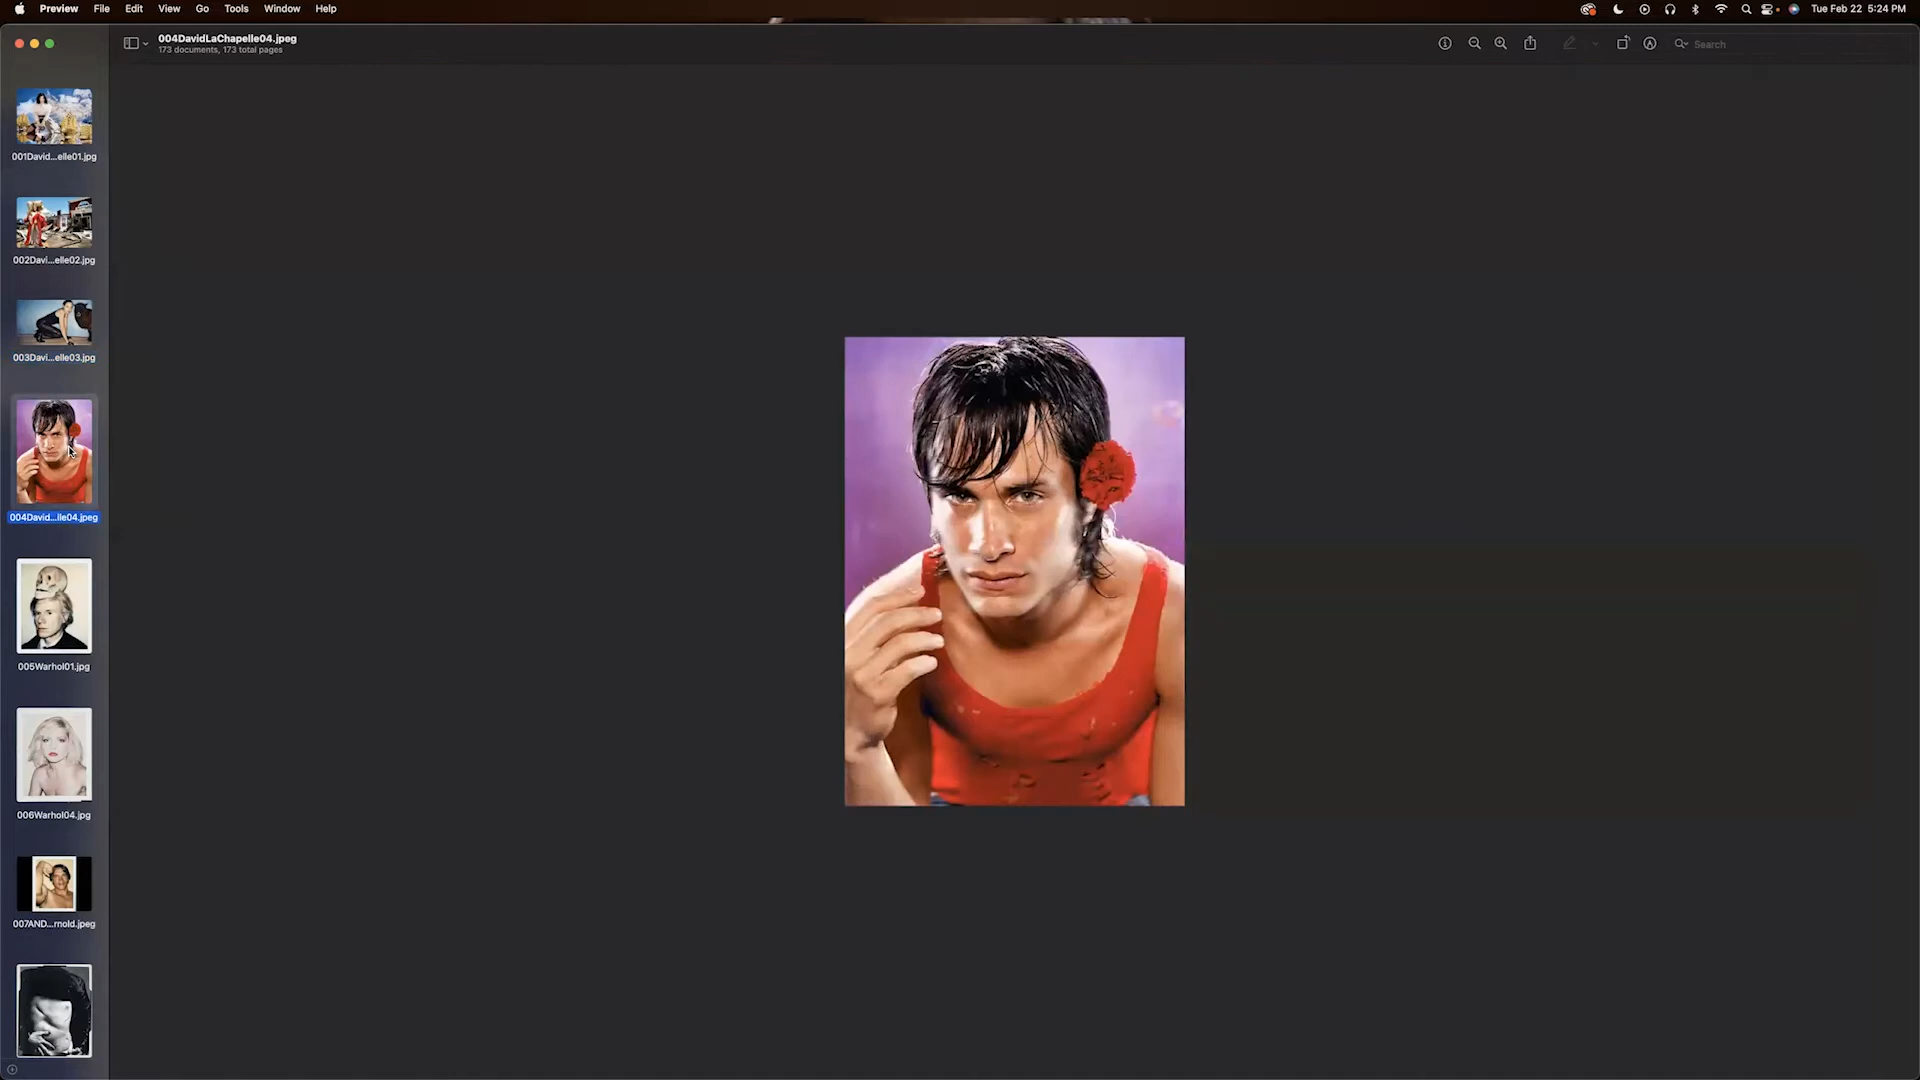 Preview File Edit View Go Tools Window Help Tue Feb 22 5:24 PM
004DavidLaChapelle04.jpeg
173 documents, 173 total pages
Search
001David...elle01.jpg
002Davi...elle02.jpg
003Davi...elle03.jpg
004David...lle04.jpeg
005Warhol01.jpg
006Warhol04.jpg
007AND...rnold.jpeg